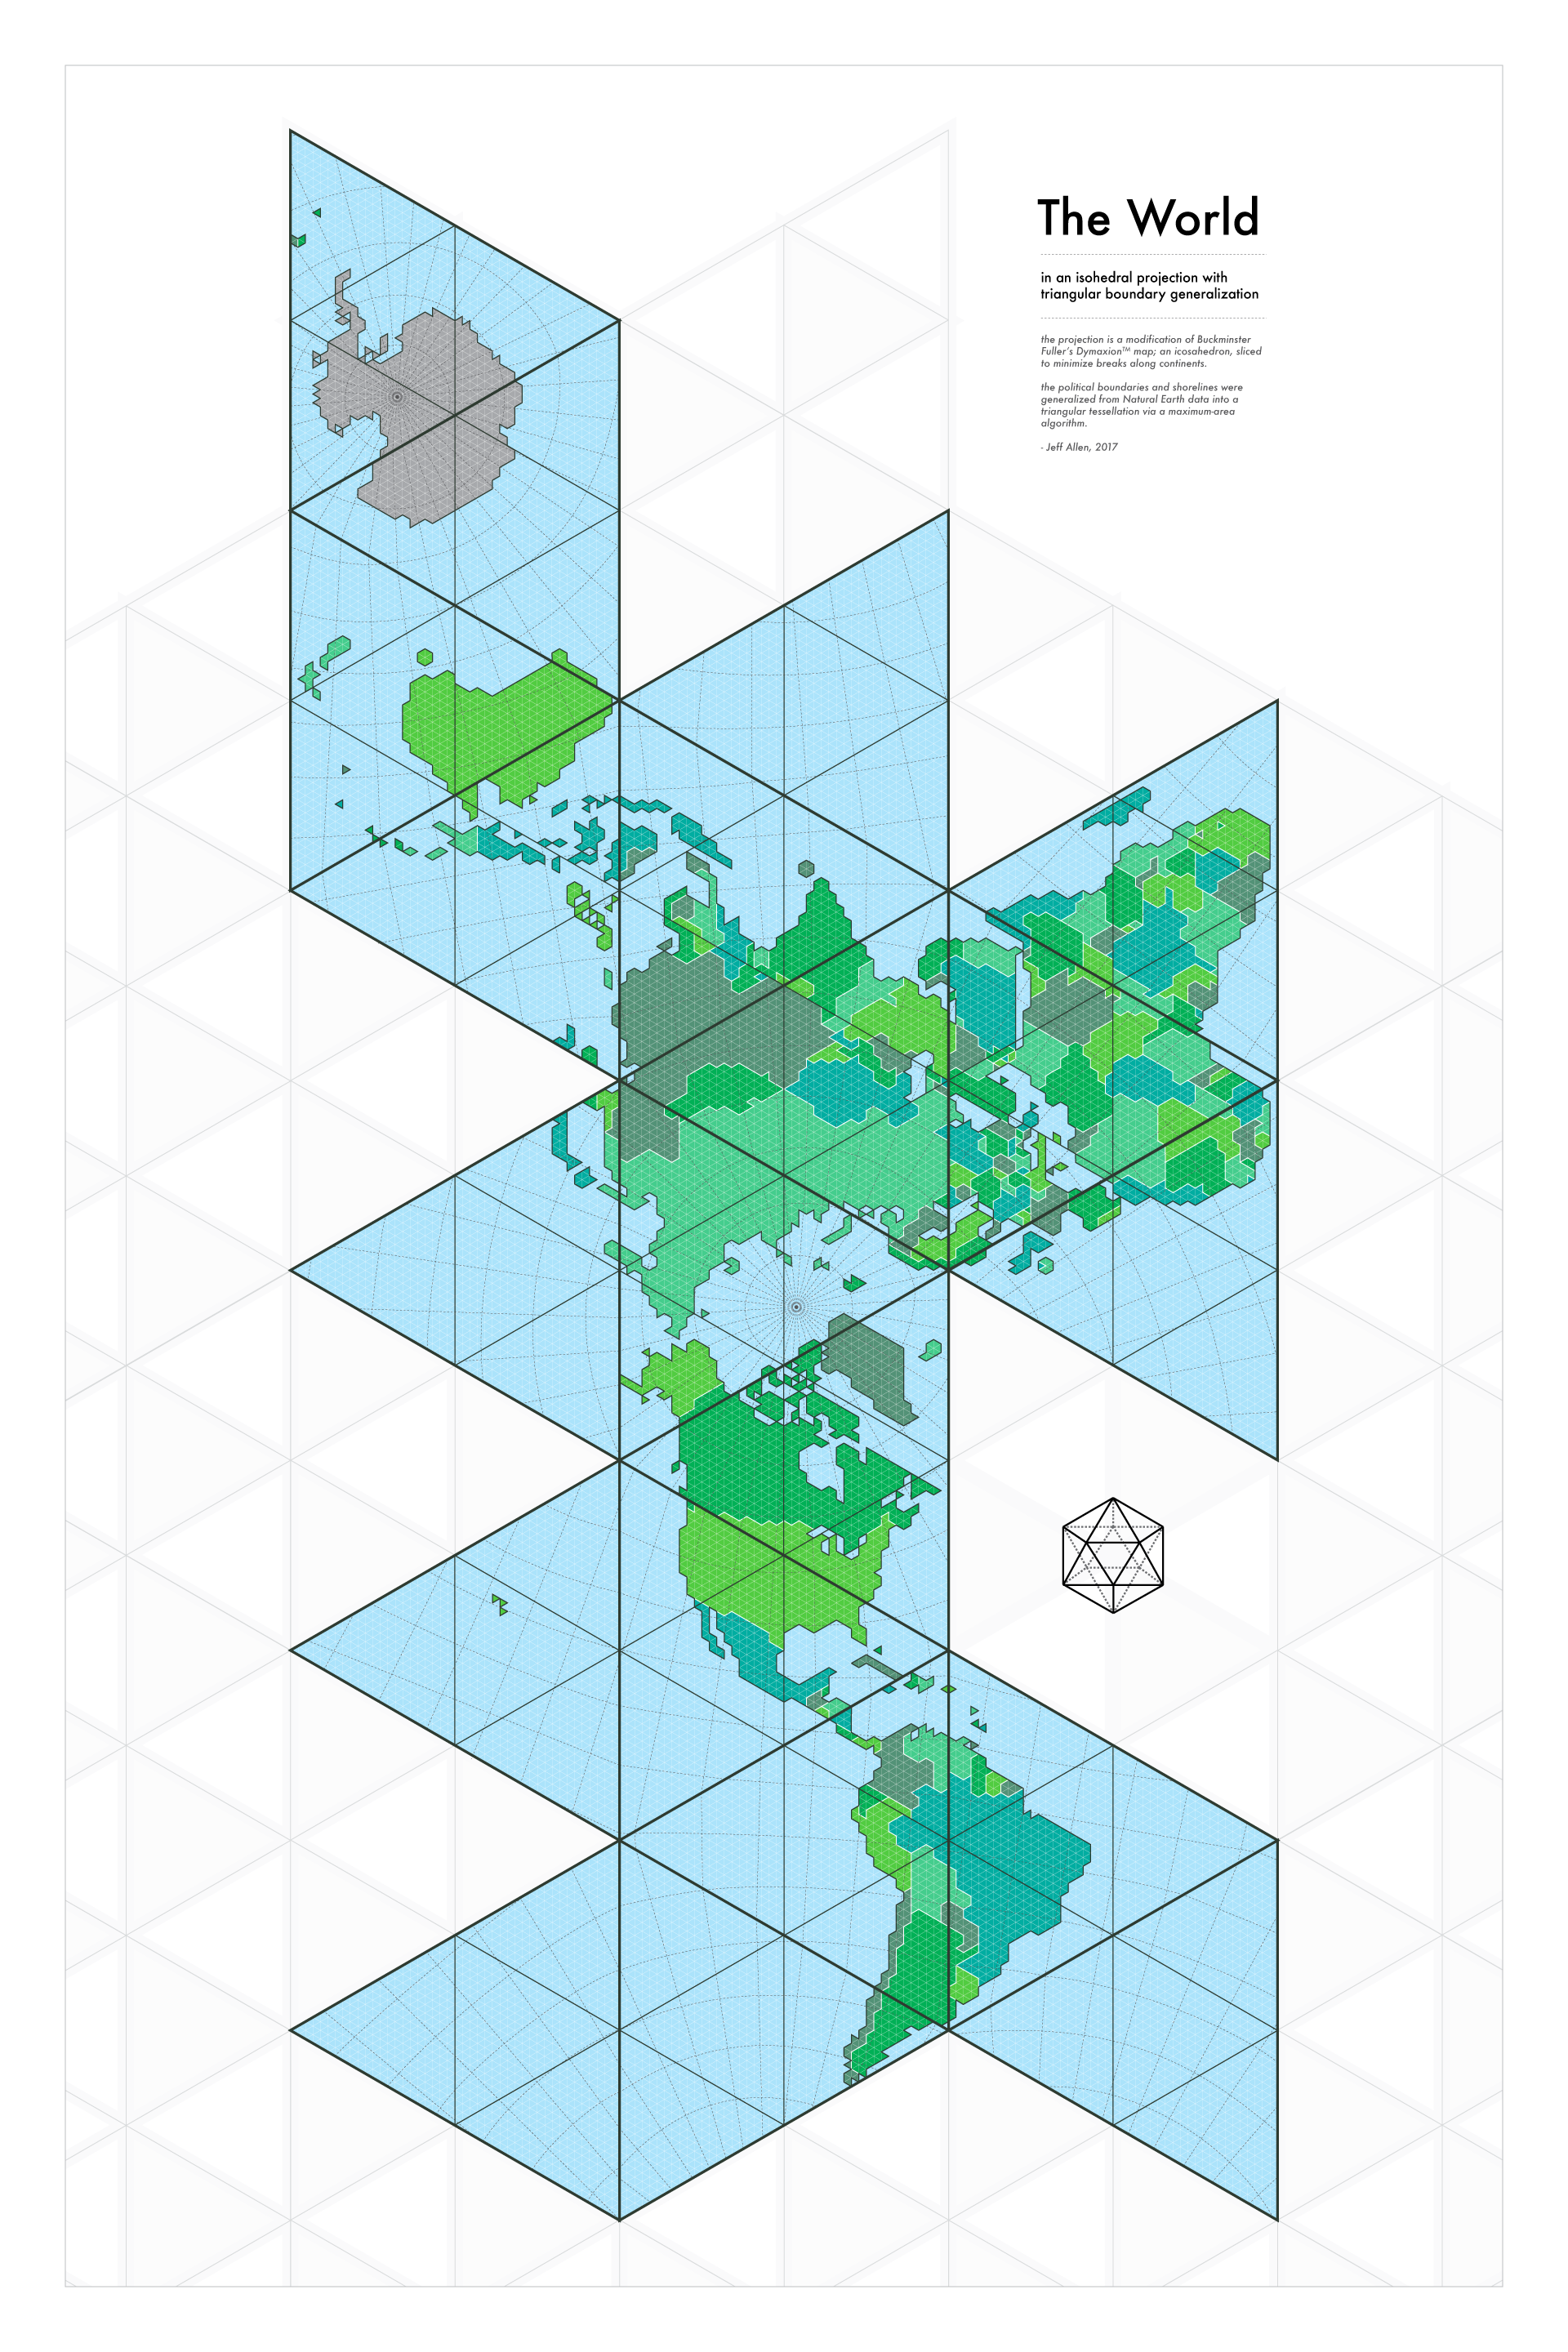 The World
in an isohedral projection with
triangular boundary generalization
the projection is a modification of Buckminster
Fuller's Dymaxion™ map; an icosahedron, sliced
to minimize breaks along continents.
the political boundaries and shorelines were
generalized from Natural Earth data into a
triangular tessellation via a maximum-area
algorithm.
- Jeff Allen, 2017